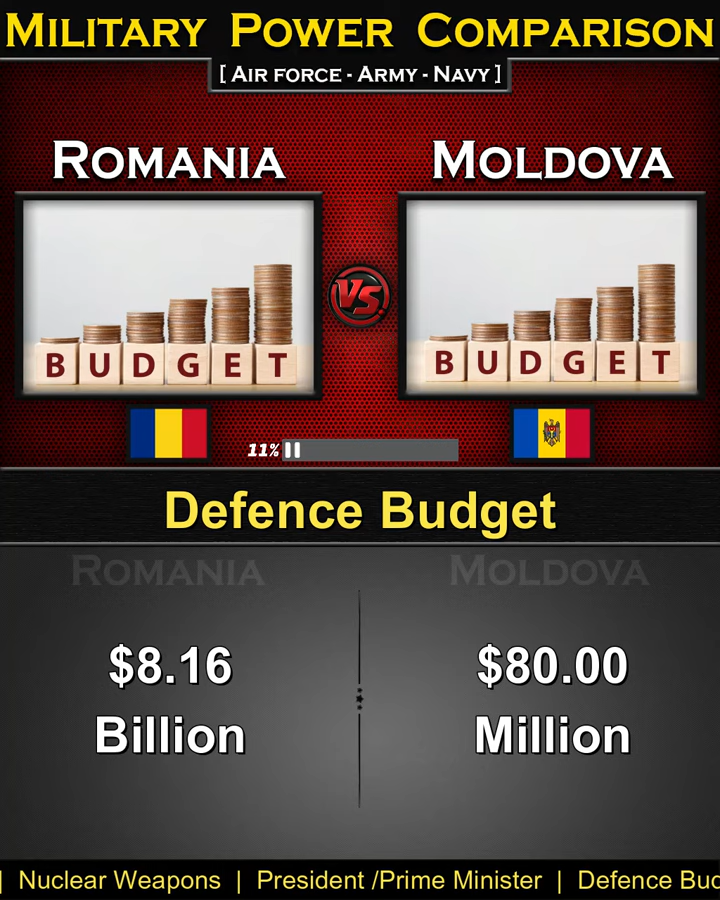 Military Power Comparison
[ Air force - Army - Navy ]
Romania
Moldova
BUDGET
VS.
BUDGET
11%
Defence Budget
Romania
Moldova
$8.16
Billion
$80.00
Million
| Nuclear Weapons | President /Prime Minister | Defence Buc